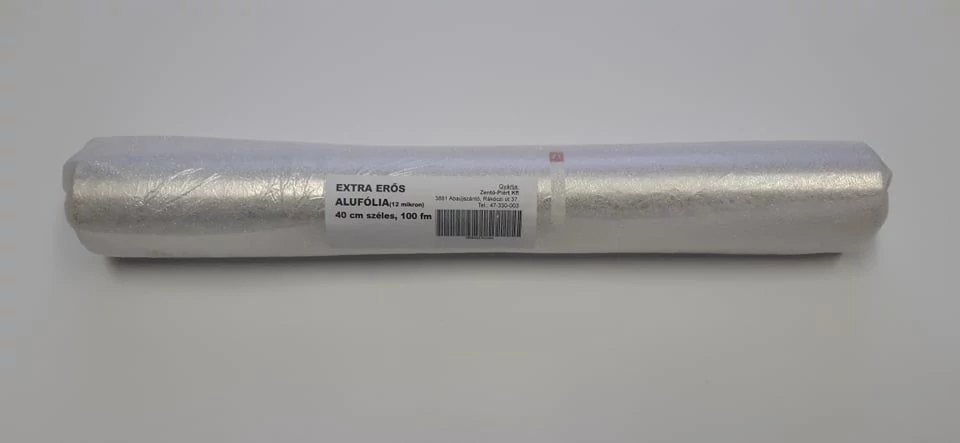 EXTRA ERŐS
ALUFÓLIA(12 mikron)
40 cm széles, 100 fm
Gyártja:
Zentó-Plért Kft
3881 Abaújszántó, Rákóczi út 37.
Tel.: 47-330-003